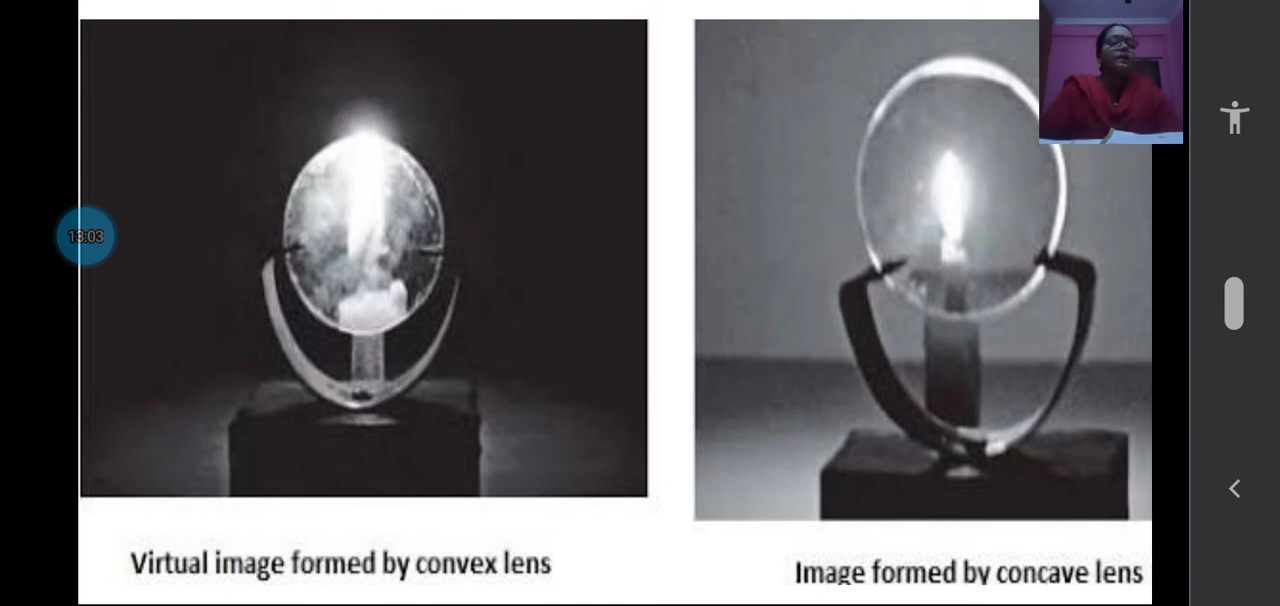 13:03
Virtual image formed by convex lens
Image formed by concave lens